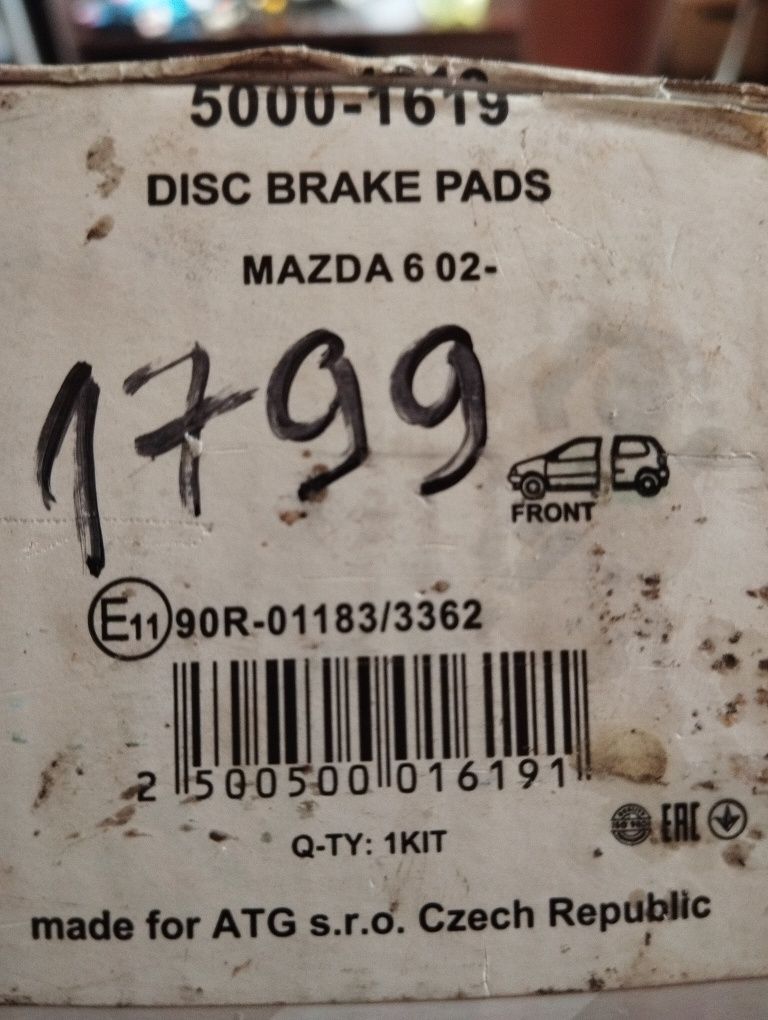 5000-1619
DISC BRAKE PADS
MAZDA 6 02-
1799
FRONT
E11 90R-01183/3362
2 500500 016191
Q-TY: 1KIT
EAC
made for ATG s.r.o. Czech Republic